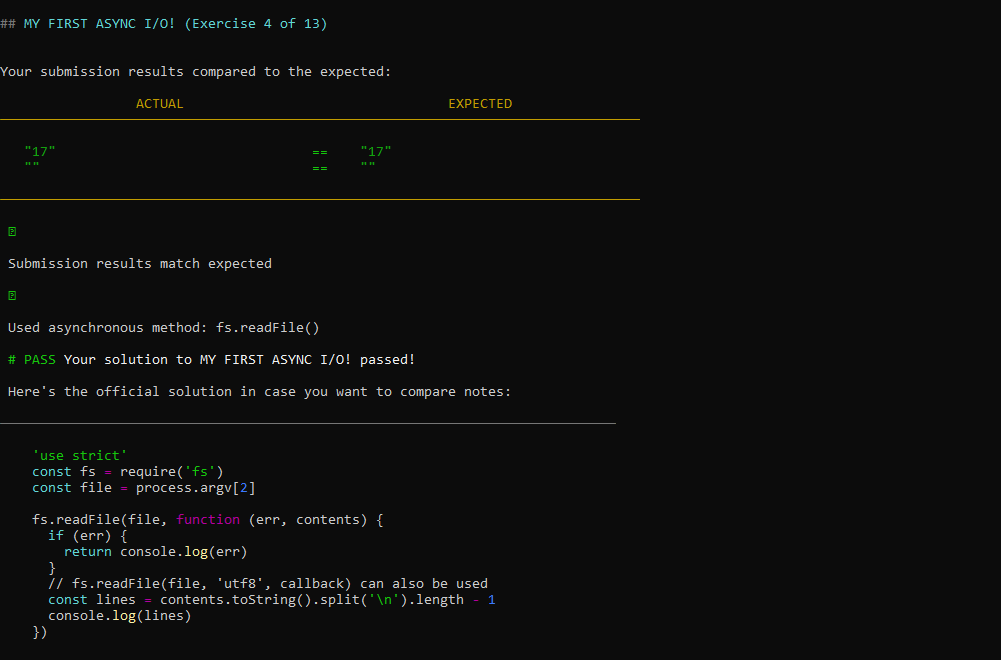 ## MY FIRST ASYNC I/O! (Exercise 4 of 13)
Your submission results compared to the expected:
ACTUAL EXPECTED
"17" == "17"
"" == ""
Submission results match expected
Used asynchronous method: fs.readFile()
# PASS Your solution to MY FIRST ASYNC I/O! passed!
Here's the official solution in case you want to compare notes:
'use strict'
const fs = require('fs')
const file = process.argv[2]
fs.readFile(file, function (err, contents) {
if (err) {
return console.log(err)
}
// fs.readFile(file, 'utf8', callback) can also be used
const lines = contents.toString().split('\n').length - 1
console.log(lines)
})